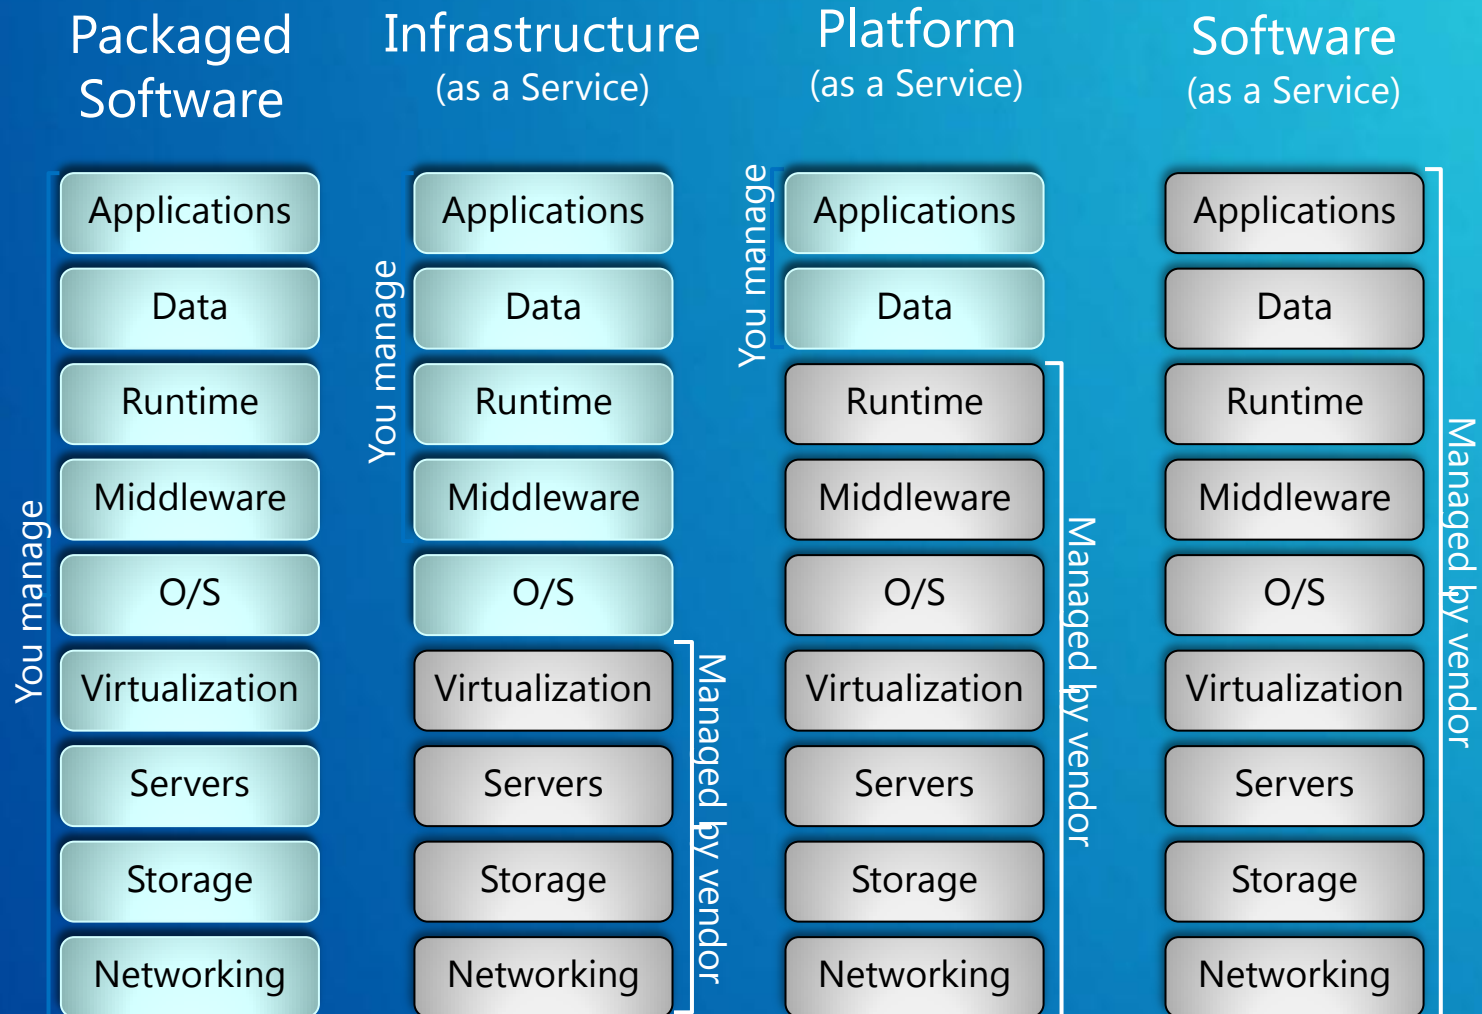 Packaged
Software
You manage
Applications
Data
Runtime
Middleware
O/S
Virtualization
Servers
Storage
Networking
Infrastructure
(as a Service)
You manage
Applications
Data
Runtime
Middleware
O/S
Virtualization
Servers
Storage
Networking
Managed by vendor
Platform
(as a Service)
You manage
Applications
Data
Runtime
Middleware
O/S
Virtualization
Servers
Storage
Networking
Managed by vendor
Software
(as a Service)
Applications
Data
Runtime
Middleware
O/S
Virtualization
Servers
Storage
Networking
Managed by vendor